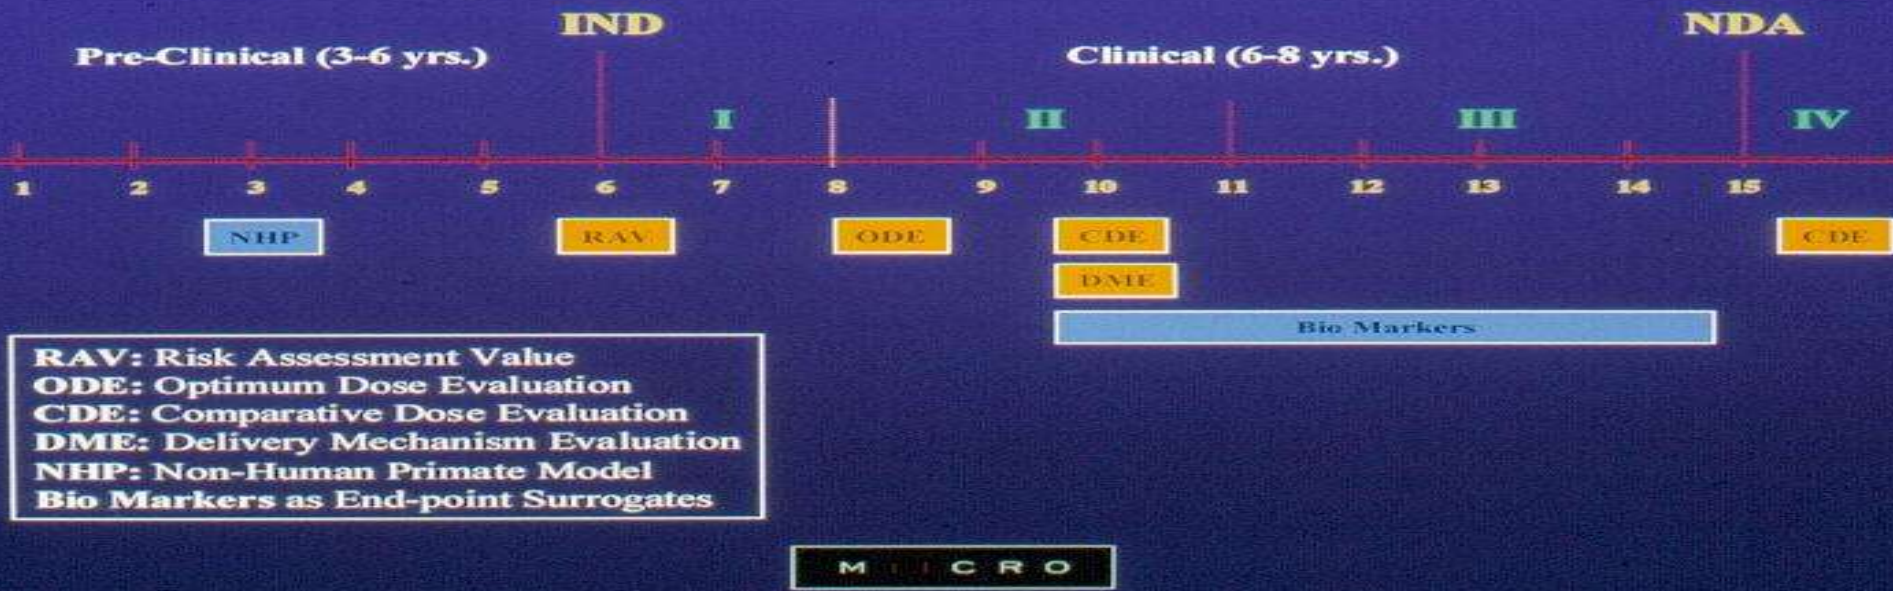 IND
NDA
Pre-Clinical (3-6 yrs.)
Clinical (6-8 yrs.)
I II III IV
1 2 3 4 5 6 7 8 9 10 11 12 13 14 15
NHP RAV ODE CDE CDE
DME
Bio Markers
RAV: Risk Assessment Value
ODE: Optimum Dose Evaluation
CDE: Comparative Dose Evaluation
DME: Delivery Mechanism Evaluation
NHP: Non-Human Primate Model
Bio Markers as End-point Surrogates